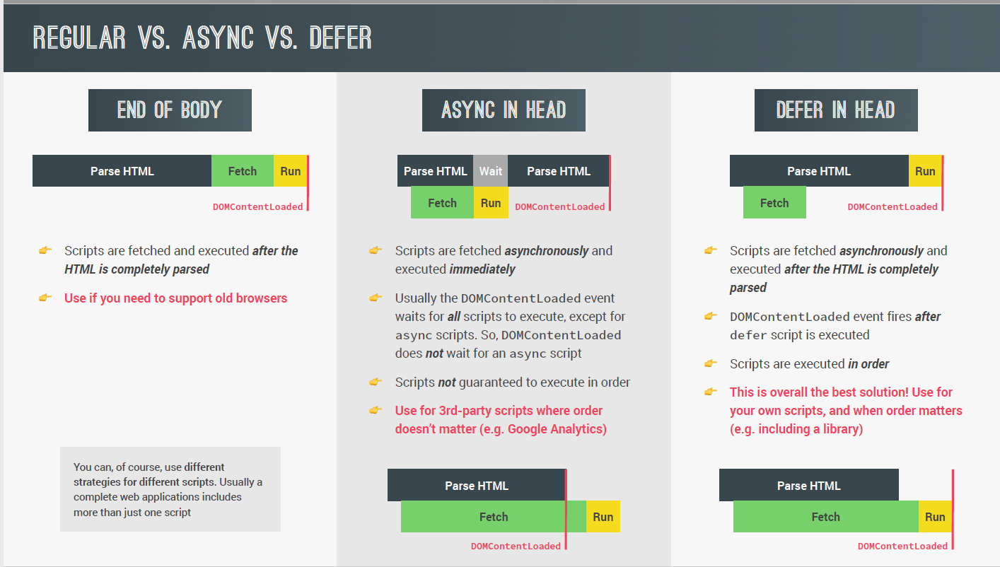 REGULAR VS. ASYNC VS. DEFER
END OF BODY
Parse HTML
Fetch
Run
DOMContentLoaded
Scripts are fetched and executed after the
HTML is completely parsed
Use if you need to support old browsers
You can, of course, use different
strategies for different scripts. Usually a
complete web applications includes
more than just one script
ASYNC IN HEAD
Parse HTML
Wait
Parse HTML
Fetch
Run
DOMContentLoaded
Scripts are fetched asynchronously and
executed immediately
Usually the DOMContentLoaded event
waits for all scripts to execute, except for
async scripts. So, DOMContentLoaded
does not wait for an async script
Scripts not guaranteed to execute in order
Use for 3rd-party scripts where order
doesn’t matter (e.g. Google Analytics)
Parse HTML
Fetch
Run
DOMContentLoaded
DEFER IN HEAD
Parse HTML
Run
Fetch
DOMContentLoaded
Scripts are fetched asynchronously and
executed after the HTML is completely
parsed
DOMContentLoaded event fires after
defer script is executed
Scripts are executed in order
This is overall the best solution! Use for
your own scripts, and when order matters
(e.g. including a library)
Parse HTML
Fetch
Run
DOMContentLoaded